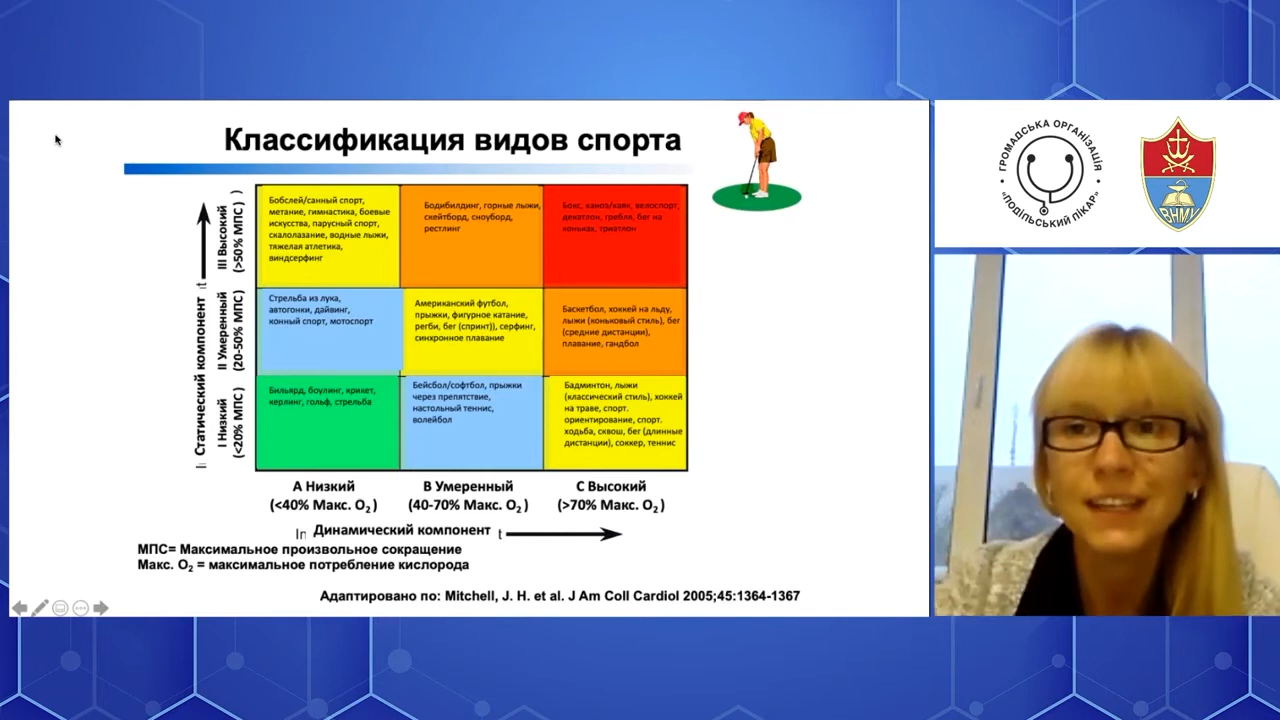 Классификация видов спорта
Статический компонент
III Высокий
(>50% МПС )
II Умеренный
(20-50% МПС)
I Низкий
(<20% МПС )
Бобслей/санный спорт,
метание, гимнастика, боевые
искусства, парусный спорт,
скалолазание, водные лыжи,
тяжелая атлетика,
виндсерфинг
Бодибилдинг, горные лыжи,
скейтборд, сноуборд,
рестлинг
Бокс, каноэ/каяк, велоспорт,
декатлон, гребля, бег на
коньках, триатлон
Стрельба из лука,
автогонки, дайвинг,
конный спорт, мотоспорт
Американский футбол,
прыжки, фигурное катание,
регби, бег (спринт)), серфинг,
синхронное плавание
Баскетбол, хоккей на льду,
лыжи (коньковый стиль), бег
(средние дистанции),
плавание, гандбол
Бильярд, боулинг, крикет,
керлинг, гольф, стрельба
Бейсбол/софтбол, прыжки
через препятствие,
настольный теннис,
волейбол
Бадминтон, лыжи
(классический стиль), хоккей
на траве, спорт.
ориентирование, спорт.
ходьба, сквош, бег (длинные
дистанции), соккер, теннис
A Низкий
(<40% Макс. O₂ )
B Умеренный
(40-70% Макс. O₂ )
C Высокий
(>70% Макс. O₂ )
In Динамический компонент t
МПС= Максимальное произвольное сокращение
Макс. O₂ = максимальное потребление кислорода
Адаптировано по: Mitchell, J. H. et al. J Am Coll Cardiol 2005;45:1364-1367
ГРОМАДСЬКА ОРГАНІЗАЦІЯ
«ПОДІЛЬСЬКИЙ ЛІКАР»
ВНМУ